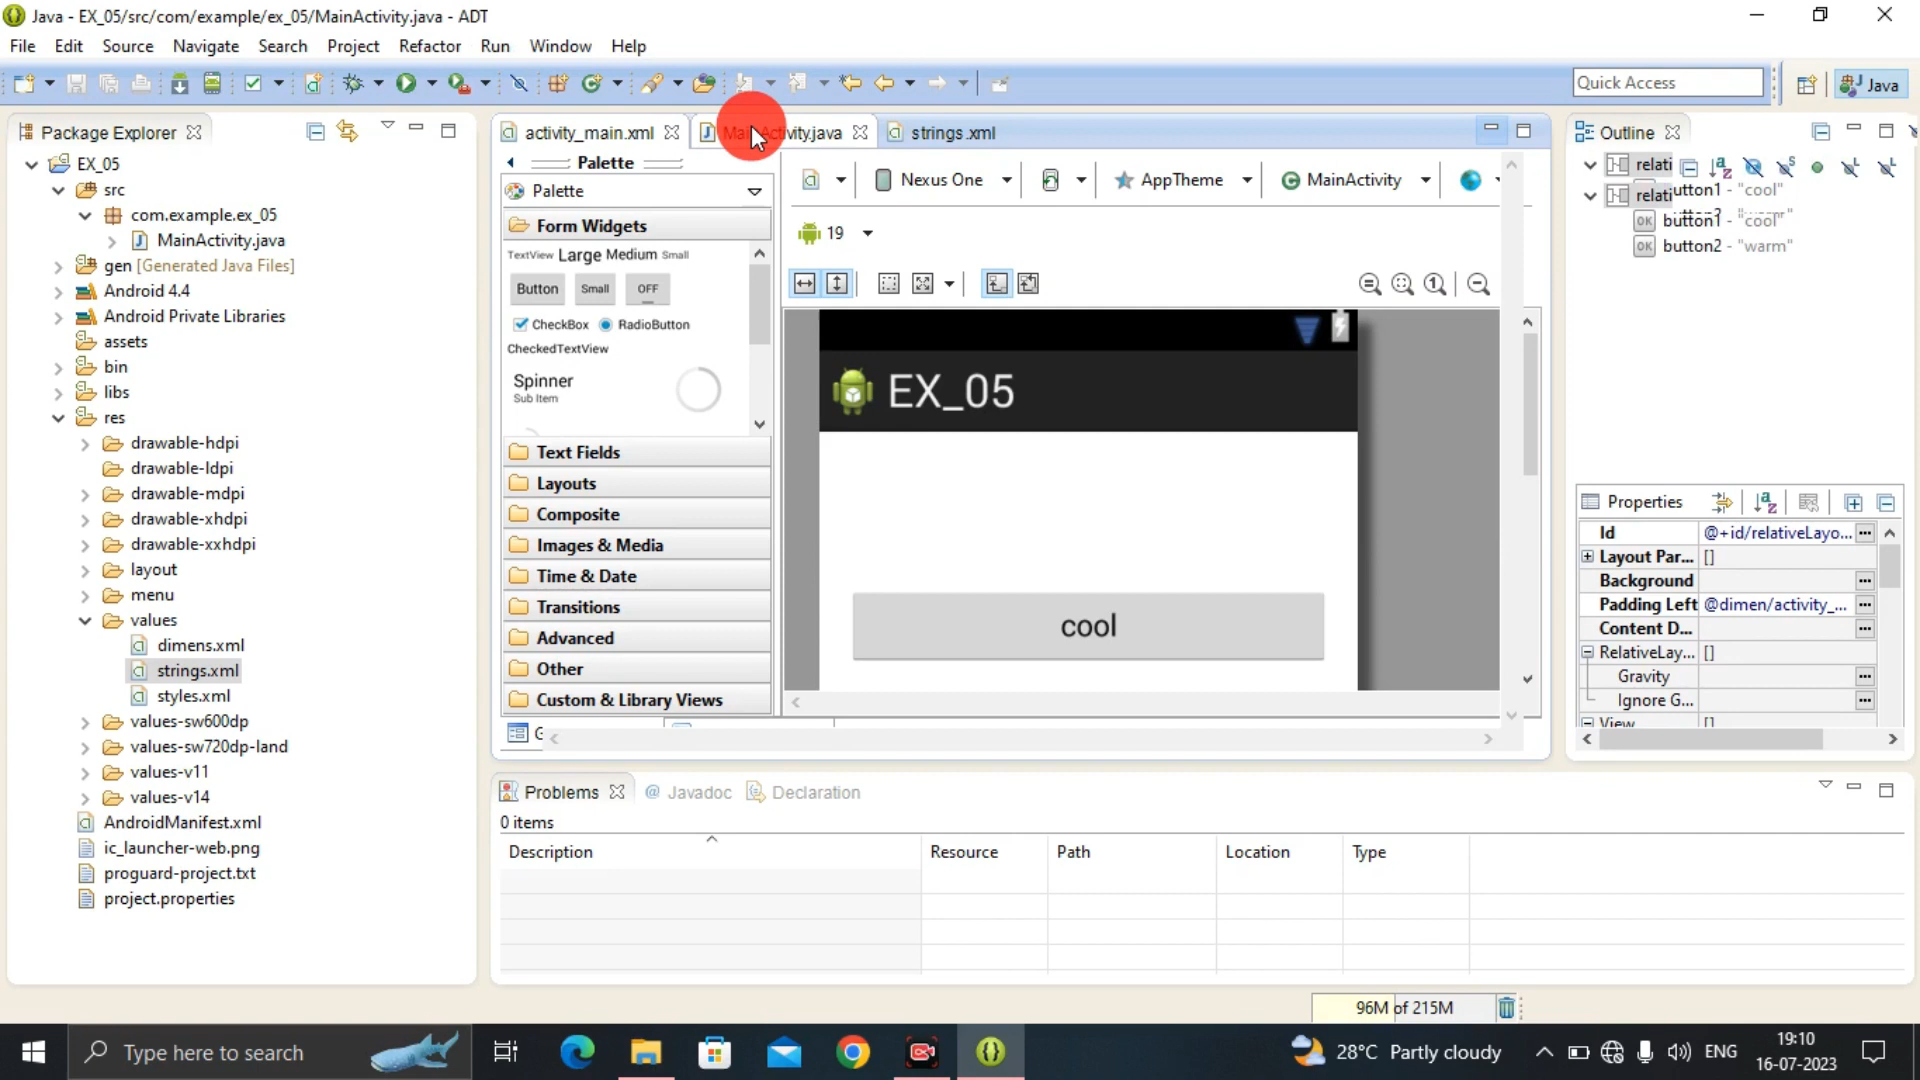 Java - EX_05/src/com/example/ex_05/MainActivity.java - ADT
File Edit Source Navigate Search Project Refactor Run Window Help
Quick Access
Java
Package Explorer
EX_05
src
com.example.ex_05
MainActivity.java
gen [Generated Java Files]
Android 4.4
Android Private Libraries
assets
bin
libs
res
drawable-hdpi
drawable-ldpi
drawable-mdpi
drawable-xhdpi
drawable-xxhdpi
layout
menu
values
dimens.xml
strings.xml
styles.xml
values-sw600dp
values-sw720dp-land
values-v11
values-v14
AndroidManifest.xml
ic_launcher-web.png
proguard-project.txt
project.properties
activity_main.xml MainActivity.java strings.xml
Palette
Palette
Form Widgets
TextView Large Medium Small
Button Small OFF
CheckBox RadioButton
CheckedTextView
Spinner
Sub Item
Text Fields
Layouts
Composite
Images & Media
Time & Date
Transitions
Advanced
Other
Custom & Library Views
Nexus One AppTheme MainActivity
19
EX_05
cool
Outline
relati
button1 - "cool"
relati
button1 - "cool"
button2 - "warm"
Properties
Id @+id/relativeLayo...
Layout Par... []
Background
Padding Left @dimen/activity_...
Content D...
RelativeLay... []
Gravity
Ignore G...
View []
Problems Javadoc Declaration
0 items
Description Resource Path Location Type
96M of 215M
Type here to search
28°C Partly cloudy
ENG
19:10
16-07-2023